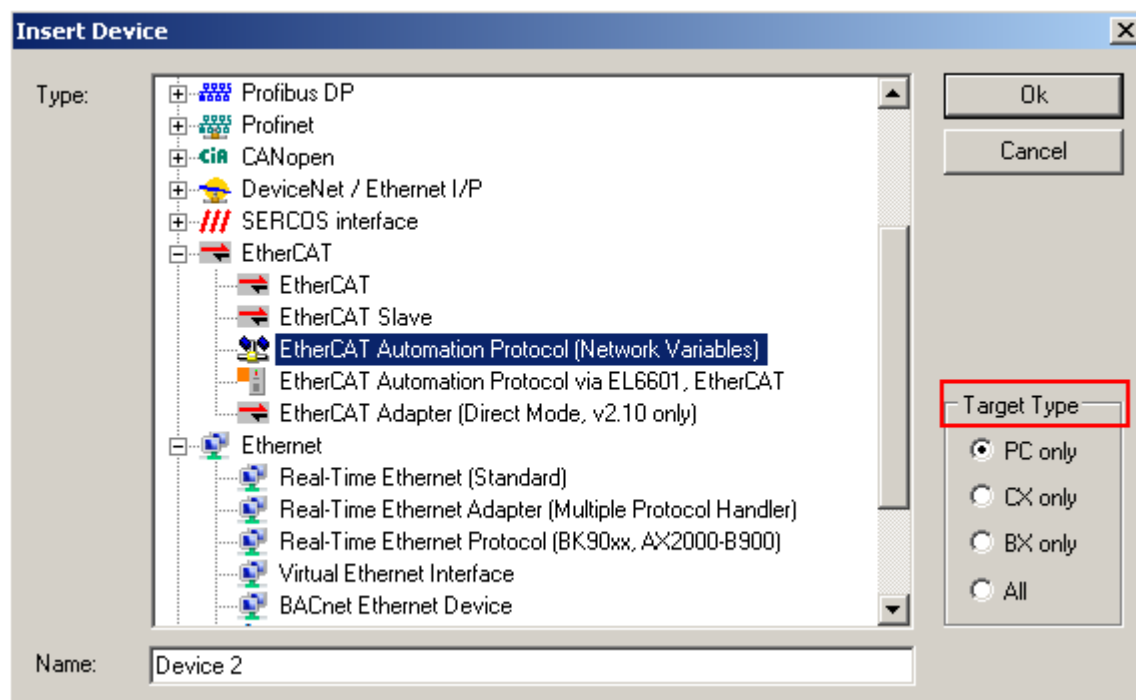 Insert Device
Type:
Profibus DP
Profinet
CiA CANopen
DeviceNet / Ethernet I/P
SERCOS interface
EtherCAT
EtherCAT
EtherCAT Slave
EtherCAT Automation Protocol (Network Variables)
EtherCAT Automation Protocol via EL6601, EtherCAT
EtherCAT Adapter (Direct Mode, v2.10 only)
Ethernet
Real-Time Ethernet (Standard)
Real-Time Ethernet Adapter (Multiple Protocol Handler)
Real-Time Ethernet Protocol (BK90xx, AX2000-B900)
Virtual Ethernet Interface
BACnet Ethernet Device
Ok
Cancel
Target Type
PC only
CX only
BX only
All
Name:
Device 2